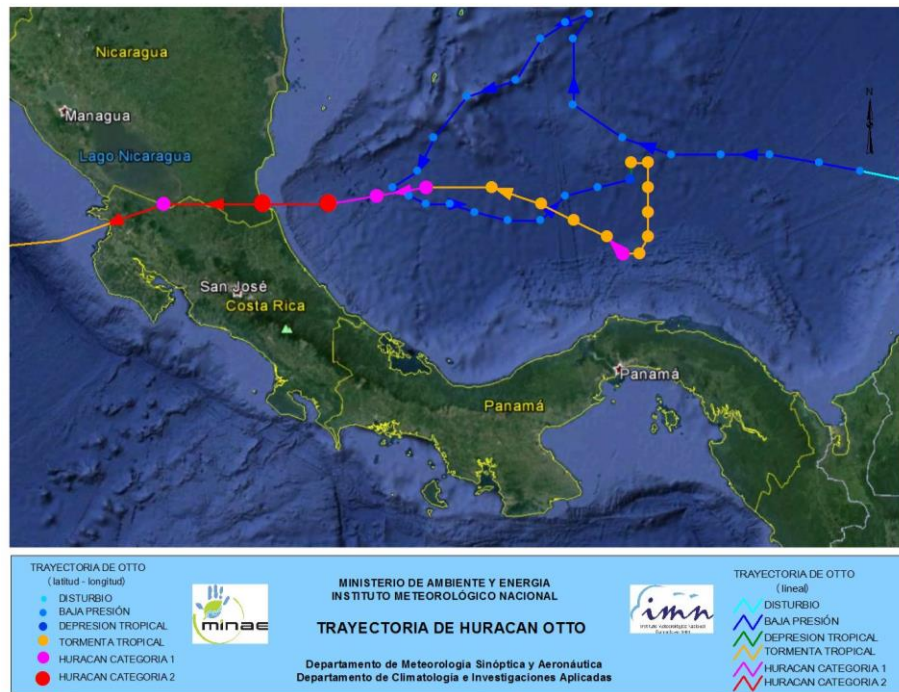 Nicaragua
N
Managua
Lago Nicaragua
San José
Costa Rica
Panamá
Panamá
TRAYECTORIA DE OTTO
(latitud - longitud)
DISTURBIO
BAJA PRESIÓN
DEPRESION TROPICAL
TORMENTA TROPICAL
HURACAN CATEGORIA 1
HURACAN CATEGORIA 2
minae
MINISTERIO DE AMBIENTE Y ENERGIA
INSTITUTO METEOROLÓGICO NACIONAL
TRAYECTORIA DE HURACAN OTTO
Departamento de Meteorología Sinóptica y Aeronáutica
Departamento de Climatologia e Investigaciones Aplicadas
imn
TRAYECTORIA DE OTTO
(lineal)
DISTURBIO
BAJA PRESIÓN
DEPRESION TROPICAL
TORMENTA TROPICAL
HURACAN CATEGORIA 1
HURACAN CATEGORIA 2